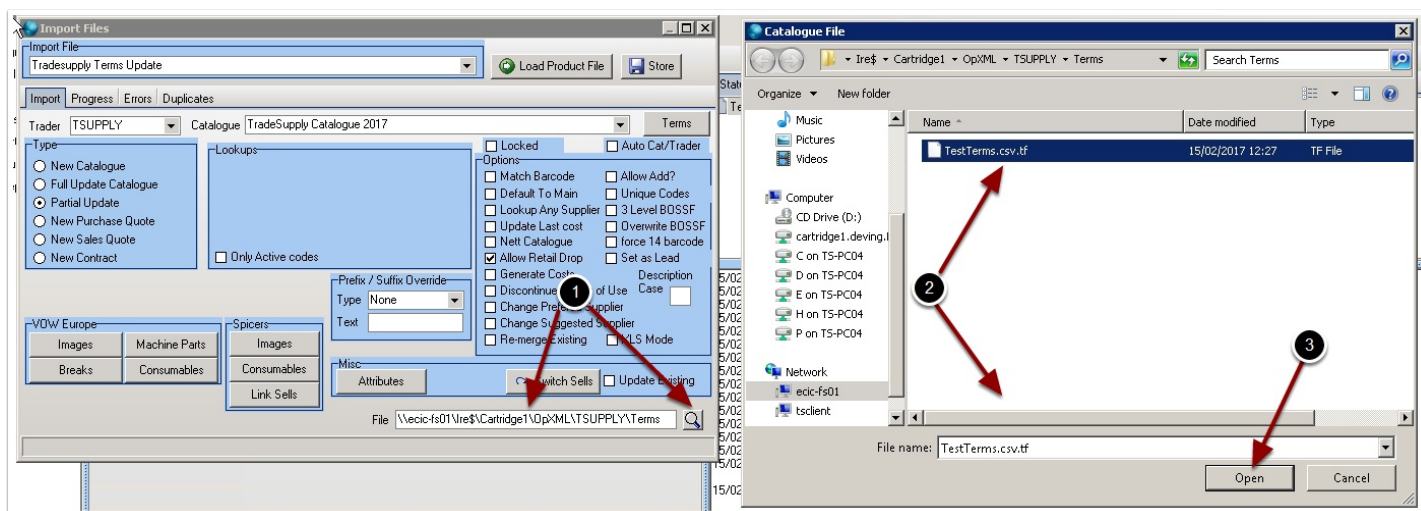 Import Files
Import File
Tradesupply Terms Update
Load Product File
Store
Import Progress Errors Duplicates
Trader TSUPPLY Catalogue TradeSupply Catalogue 2017 Terms
Type
New Catalogue
Full Update Catalogue
Partial Update
New Purchase Quote
New Sales Quote
New Contract
Lookups
Only Active codes
Locked Auto Cat/Trader
Options
Match Barcode Allow Add?
Default To Main Unique Codes
Lookup Any Supplier 3 Level BOSSF
Update Last cost Overwrite BOSSF
Nett Catalogue force 14 barcode
Allow Retail Drop Set as Lead
Generate Costs Description
Discontinue of Use Case
Change Supplier
Change Suggested Supplier
Re-merge Existing XLS Mode
Prefix / Suffix Override
Type None
Text
VOW Europe
Images Machine Parts
Breaks Consumables
Spicers
Images
Consumables
Link Sells
Misc
Attributes Switch Sells Update Existing
File \\ecic-fs01\Ire$\Cartridge1\OpXML\TSUPPLY\Terms
1
Catalogue File
Ire$ Cartridge1 OpXML TSUPPLY Terms Search Terms
Organize New folder
Name Date modified Type
TestTerms.csv.tf 15/02/2017 12:27 TF File
Music
Pictures
Videos
Computer
CD Drive (D:)
cartridge1.deving.
C on TS-PC04
D on TS-PC04
E on TS-PC04
H on TS-PC04
P on TS-PC04
Network
ecic-fs01
tsclient
2
3
File name: TestTerms.csv.tf
Open Cancel
15/02